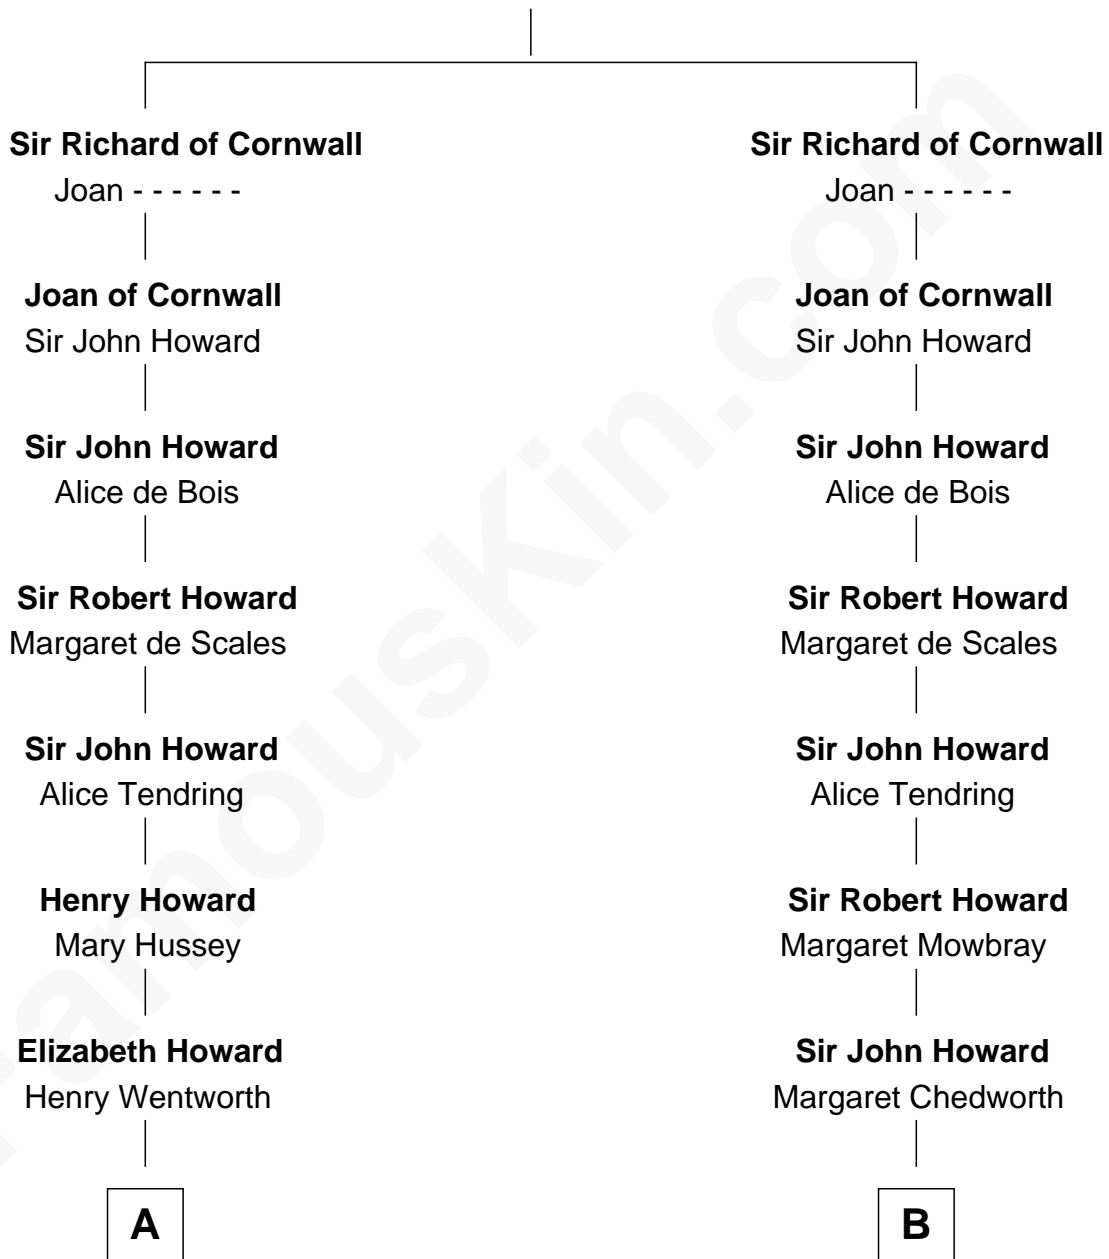 Sir Richard of Cornwall
Joan - - - - - -
Joan of Cornwall
Sir John Howard
Sir John Howard
Alice de Bois
Sir Robert Howard
Margaret de Scales
Sir John Howard
Alice Tendring
Henry Howard
Mary Hussey
Elizabeth Howard
Henry Wentworth
A
Sir Richard of Cornwall
Joan - - - - - -
Joan of Cornwall
Sir John Howard
Sir John Howard
Alice de Bois
Sir Robert Howard
Margaret de Scales
Sir John Howard
Alice Tendring
Sir Robert Howard
Margaret Mowbray
Sir John Howard
Margaret Chedworth
B
FamousKin.com